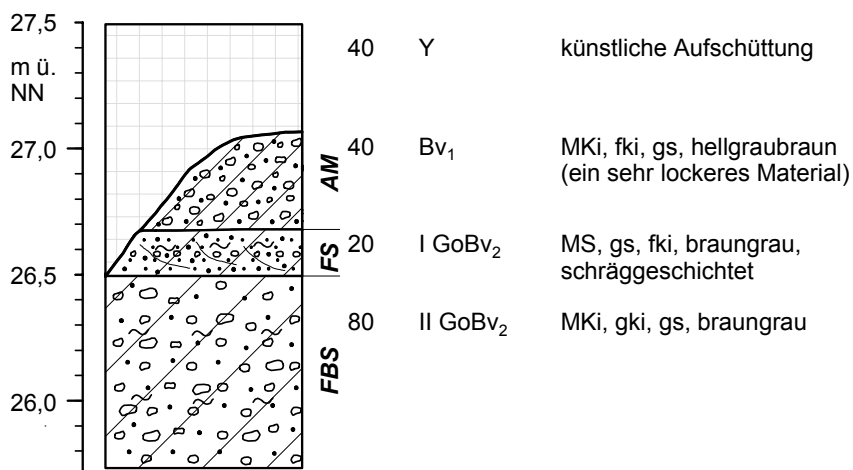 27,5
m ü.
NN
27,0
26,5
26,0
AM
FS
FBS
40 Y künstliche Aufschüttung
40 Bv₁ MKi, fki, gs, hellgraubraun
(ein sehr lockeres Material)
20 I GoBv₂ MS, gs, fki, braungrau,
schräggeschichtet
80 II GoBv₂ MKi, gki, gs, braungrau